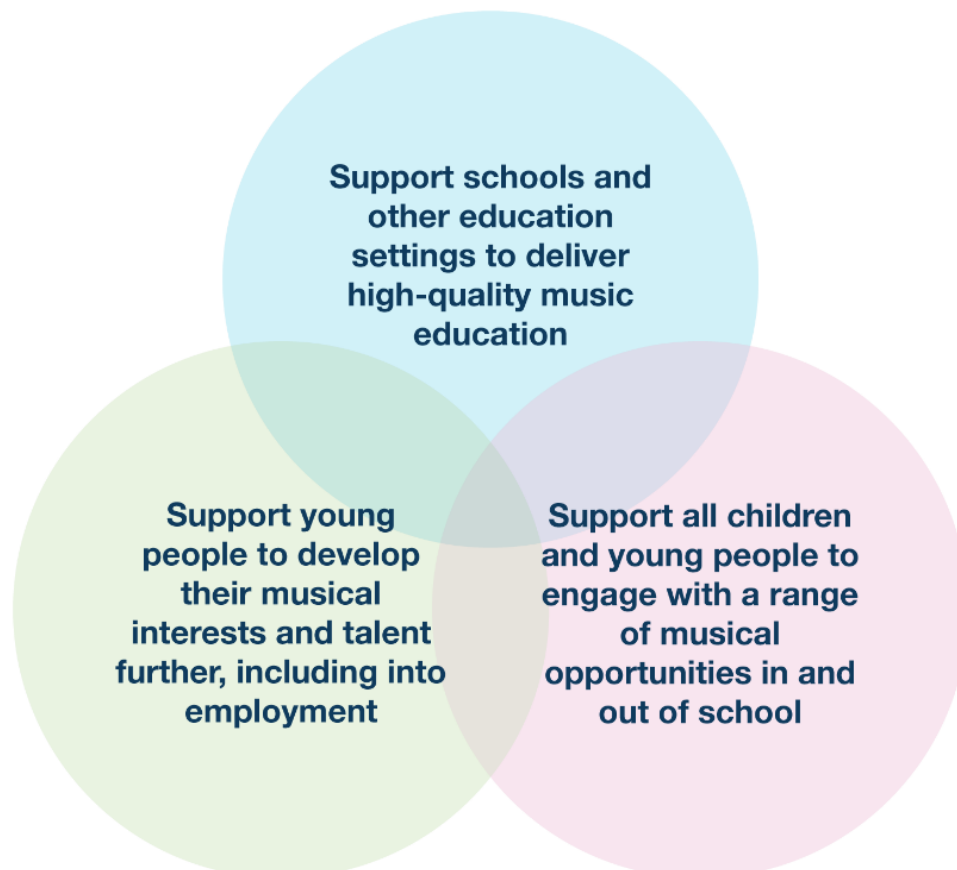 Support schools and
other education
settings to deliver
high-quality music
education
Support young
people to develop
their musical
interests and talent
further, including into
employment
Support all children
and young people to
engage with a range
of musical
opportunities in and
out of school